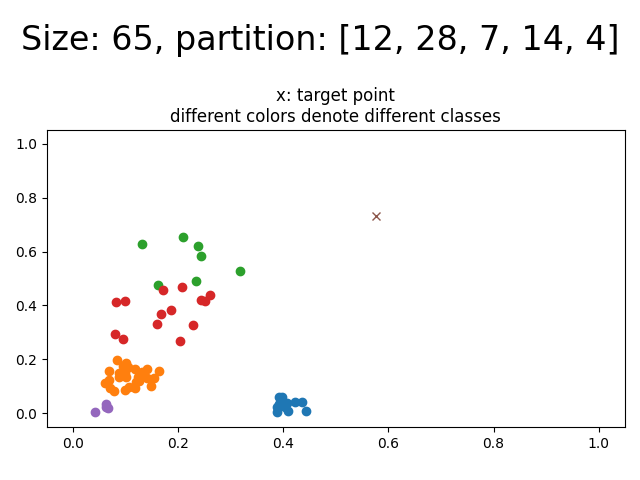 Size: 65, partition: [12, 28, 7, 14, 4]
x: target point
different colors denote different classes
1.0
0.8
0.6
0.4
0.2
0.0
0.0 0.2 0.4 0.6 0.8 1.0